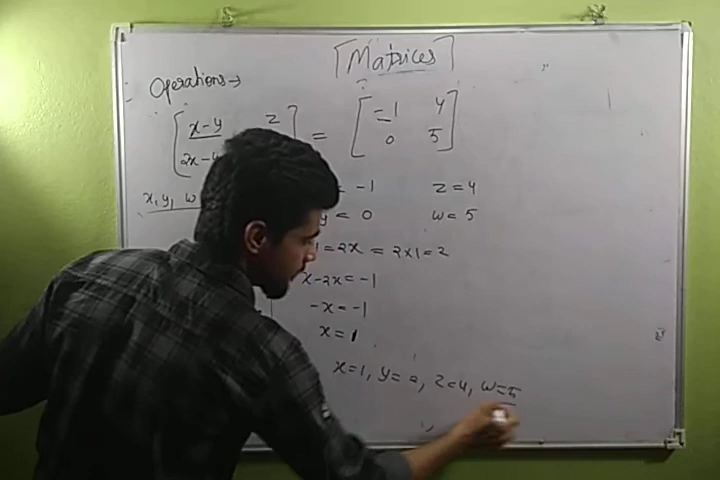 [Matrices]
Operations→
[x-y z] = [-1 4]
2x-y 0 5
x, y, w = -1 z = 4
y = 0 w = 5
= 2x = 2×1 = 2
x-2x = -1
-x = -1
x = 1
x=1, y= 2, z=4, w=5